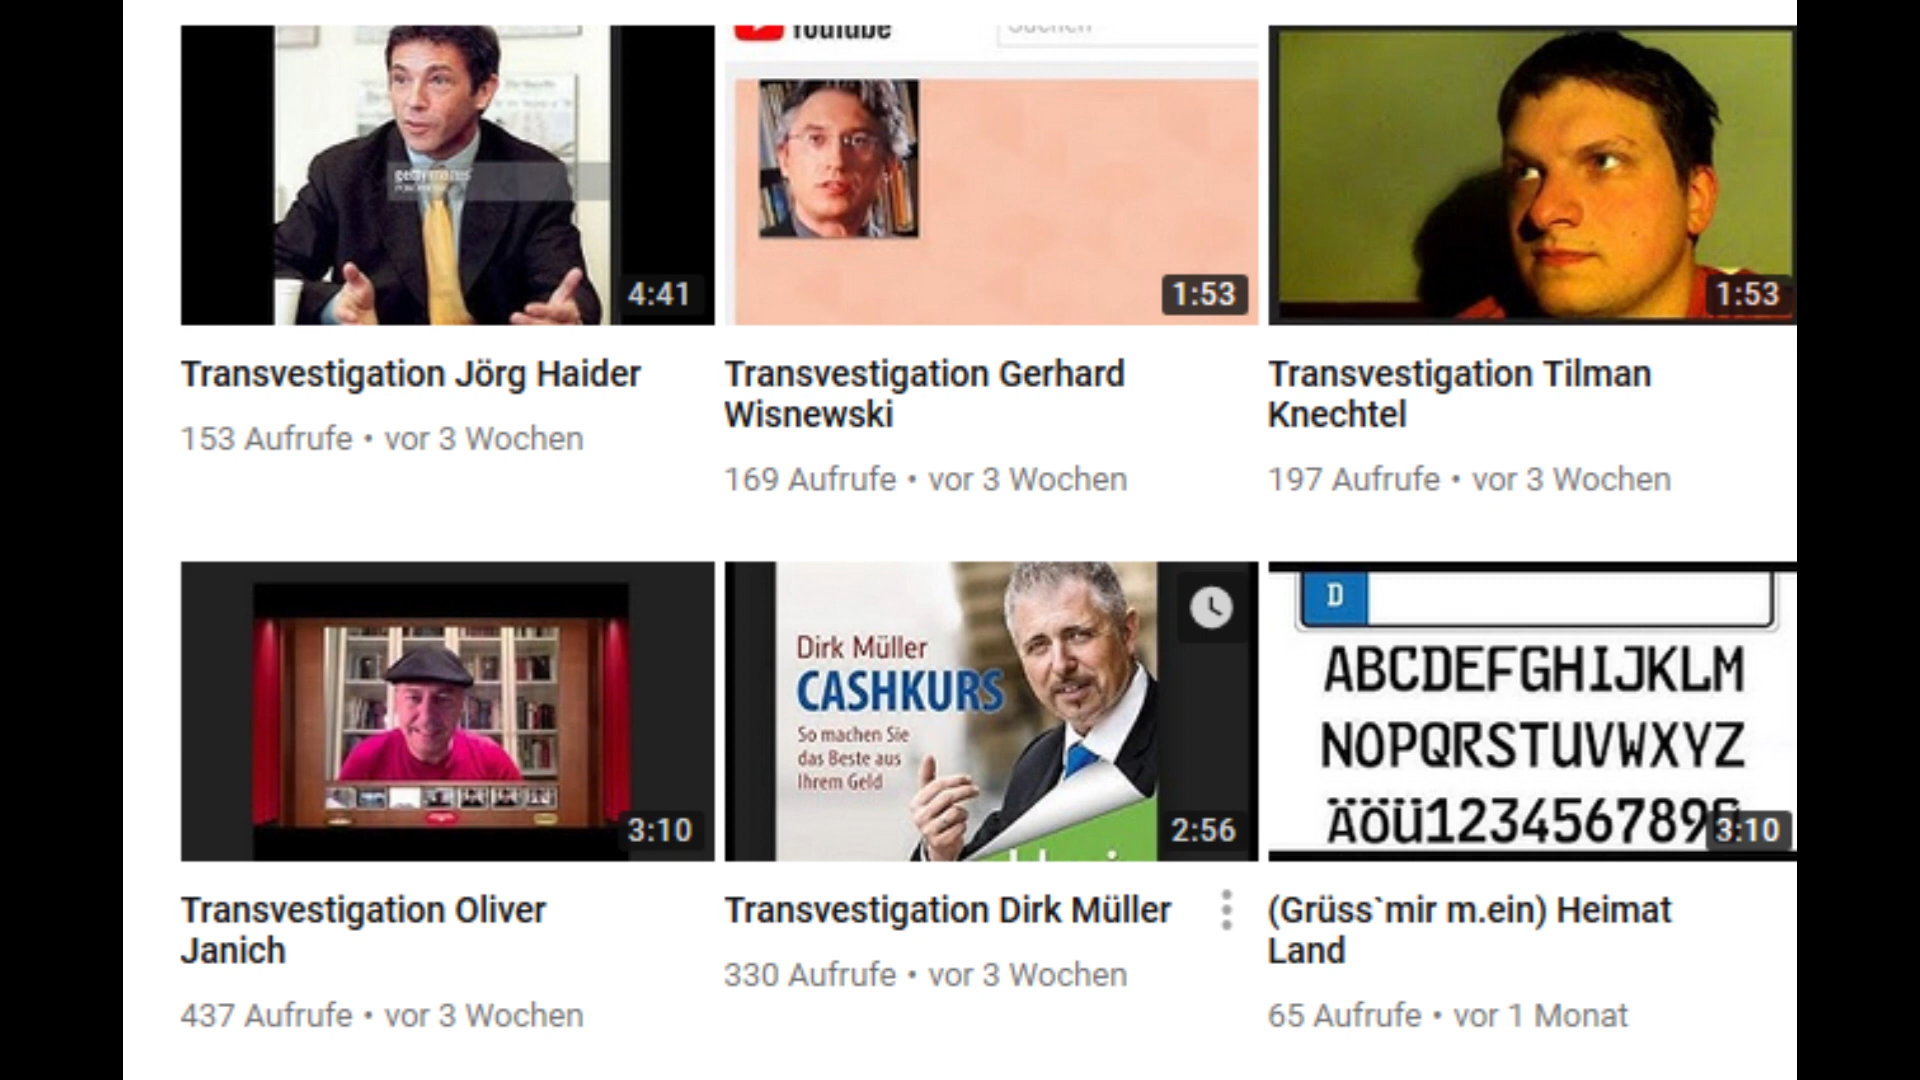 YouTube
Suchen
gettyimages
4:41
1:53
1:53
Transvestigation Jörg Haider
153 Aufrufe • vor 3 Wochen
Transvestigation Gerhard
Wisnewski
169 Aufrufe • vor 3 Wochen
Transvestigation Tilman
Knechtel
197 Aufrufe • vor 3 Wochen
3:10
Dirk Müller
CASHKURS
So machen Sie
das Beste aus
Ihrem Geld
2:56
D
ABCDEFGHIJKLM
NOPQRSTUVWXYZ
ÄÖÜ123456789
3:10
Transvestigation Oliver
Janich
437 Aufrufe • vor 3 Wochen
Transvestigation Dirk Müller
330 Aufrufe • vor 3 Wochen
(Grüss`mir m.ein) Heimat
Land
65 Aufrufe • vor 1 Monat